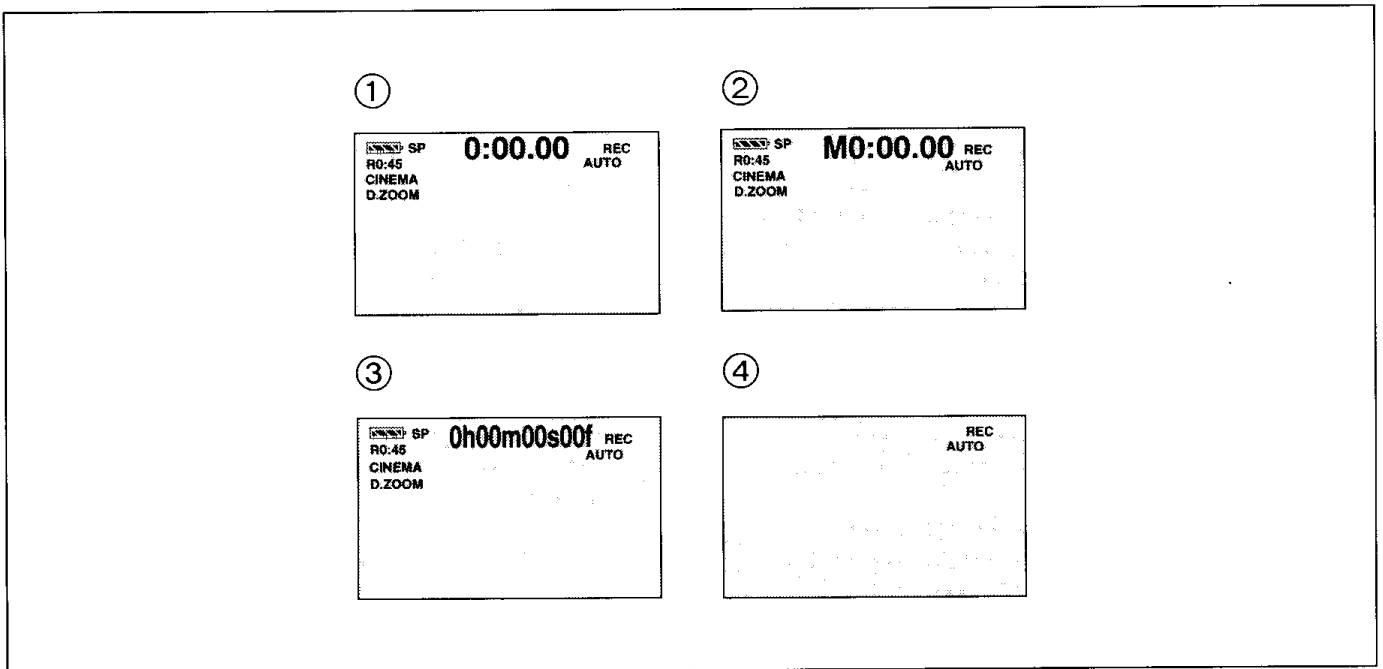 ①
SP 0:00.00 REC
R0:45 AUTO
CINEMA
D.ZOOM
②
SP M0:00.00 REC
R0:45 AUTO
CINEMA
D.ZOOM
③
SP 0h00m00s00f REC
R0:45 AUTO
CINEMA
D.ZOOM
④
REC
AUTO